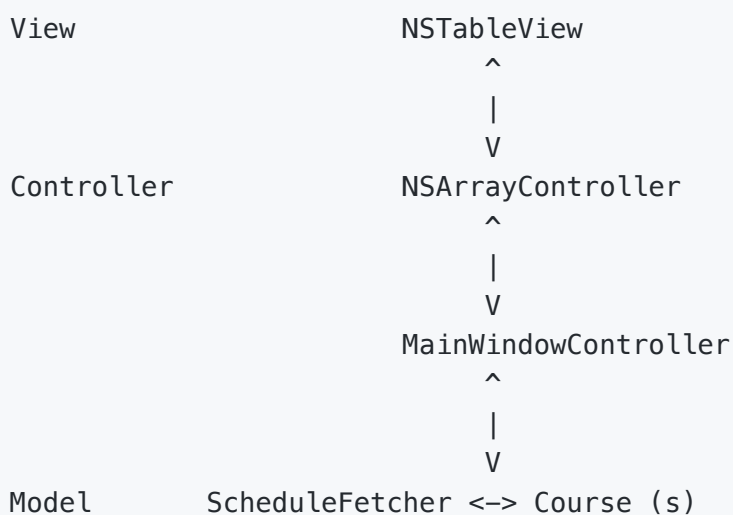 View NSTableView
^
|
V
Controller NSArrayController
^
|
V
MainWindowController
^
|
V
Model ScheduleFetcher <-> Course (s)